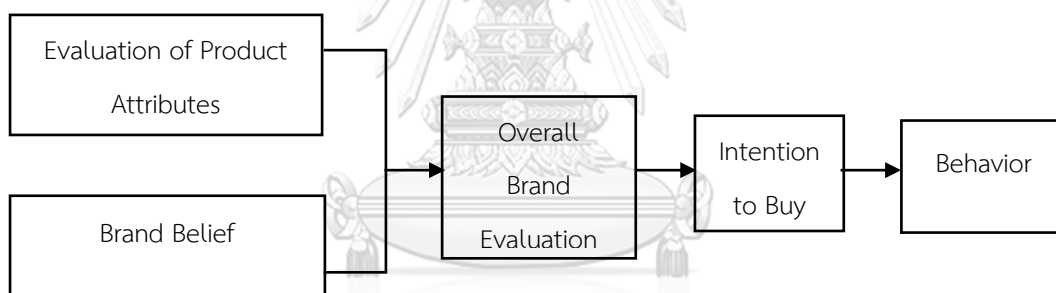 Evaluation of Product
Attributes
Brand Belief
Overall
Brand
Evaluation
Intention
to Buy
Behavior